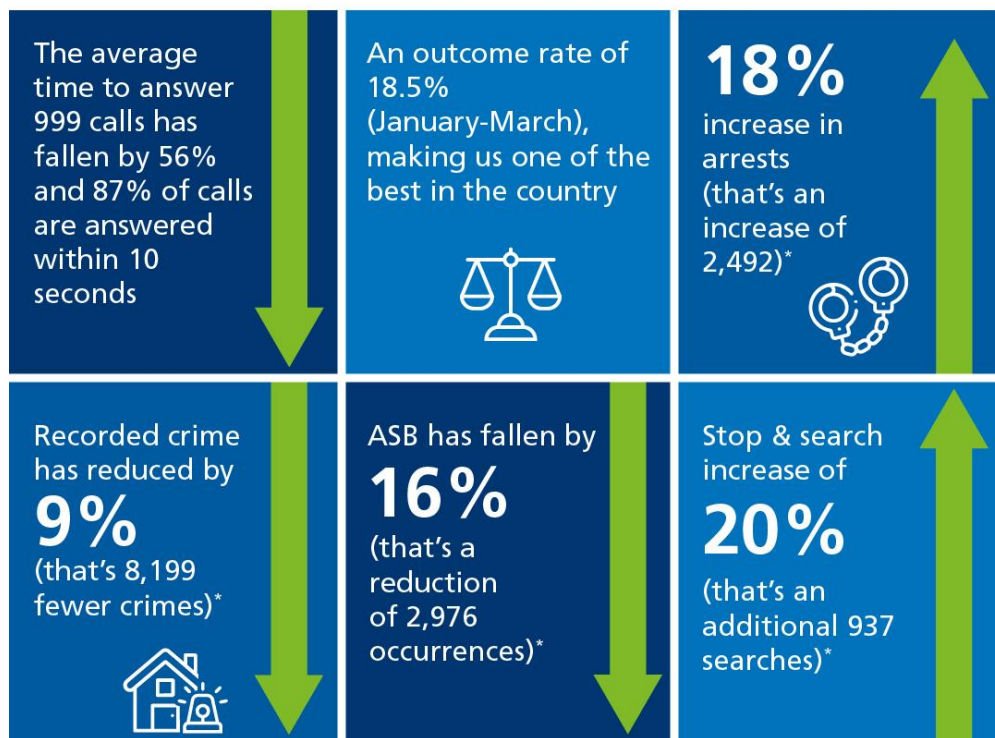 The average
time to answer
999 calls has
fallen by 56%
and 87% of calls
are answered
within 10
seconds
An outcome rate of
18.5%
(January-March),
making us one of the
best in the country
18%
increase in
arrests
(that's an
increase of
2,492)*
Recorded crime
has reduced by
9%
(that's 8,199
fewer crimes)*
ASB has fallen by
16%
(that's a
reduction
of 2,976
occurrences)*
Stop & search
increase of
20%
(that's an
additional 937
searches)*